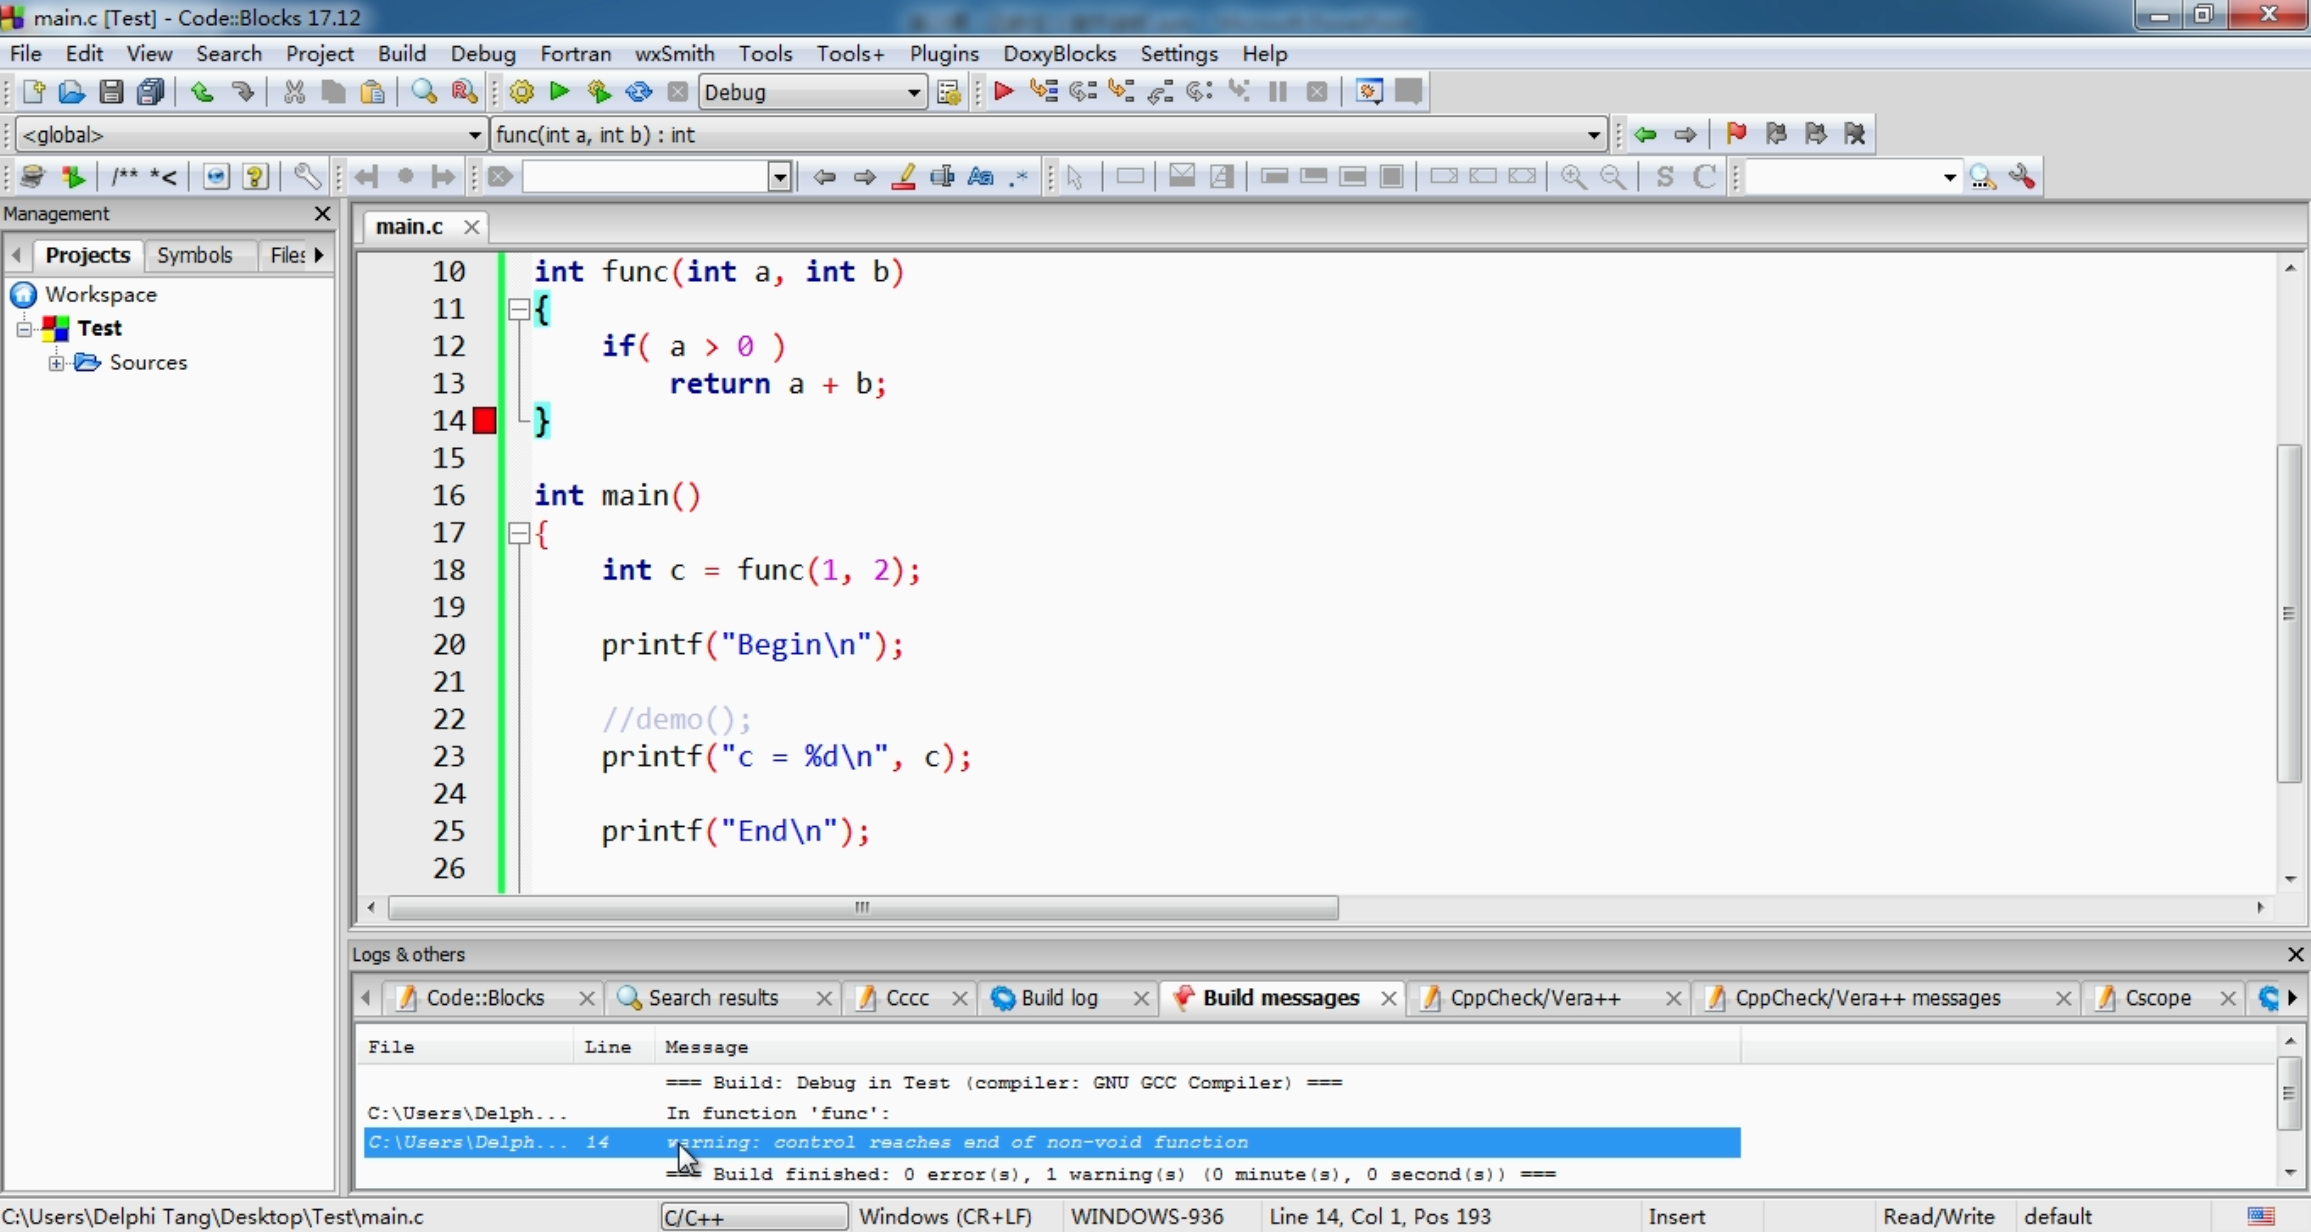 main.c [Test] - Code::Blocks 17.12
File Edit View Search Project Build Debug Fortran wxSmith Tools Tools+ Plugins DoxyBlocks Settings Help
Debug
<global> func(int a, int b) : int
/** *< Aa .* S C
Management
main.c
Projects Symbols Files
Workspace
Test
Sources
10 int func(int a, int b)
11 {
12 if( a > 0 )
13 return a + b;
14 }
15
16 int main()
17 {
18 int c = func(1, 2);
19
20 printf("Begin\n");
21
22 //demo();
23 printf("c = %d\n", c);
24
25 printf("End\n");
26
Logs & others
Code::Blocks Search results Cccc Build log Build messages CppCheck/Vera++ CppCheck/Vera++ messages Cscope
File Line Message
=== Build: Debug in Test (compiler: GNU GCC Compiler) ===
C:\Users\Delph... In function 'func':
C:\Users\Delph... 14 warning: control reaches end of non-void function
=== Build finished: 0 error(s), 1 warning(s) (0 minute(s), 0 second(s)) ===
C:\Users\Delphi Tang\Desktop\Test\main.c C/C++ Windows (CR+LF) WINDOWS-936 Line 14, Col 1, Pos 193 Insert Read/Write default